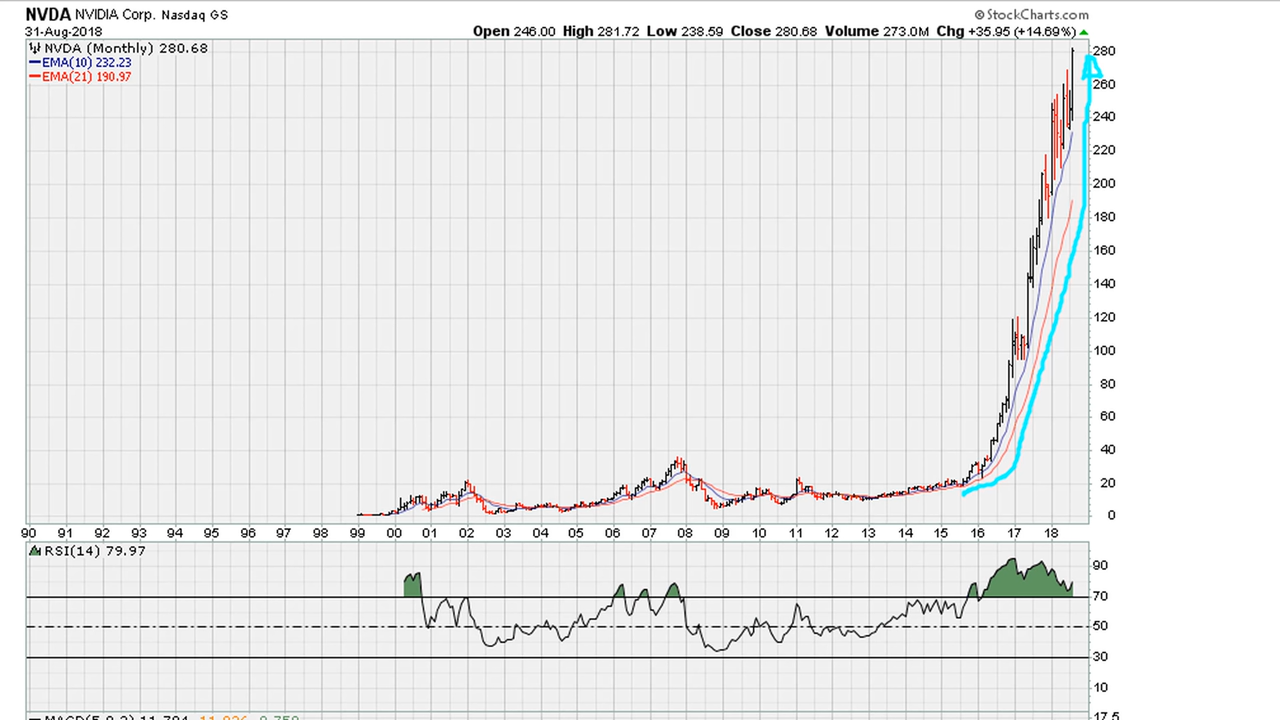 NVDA NVIDIA Corp. Nasdaq GS
© StockCharts.com
31-Aug-2018
Open 246.00 High 281.72 Low 238.59 Close 280.68 Volume 273.0M Chg +35.95 (+14.69%)
NVDA (Monthly) 280.68
EMA(10) 232.23
EMA(21) 190.97
280
260
240
220
200
180
160
140
120
100
80
60
40
20
0
90 91 92 93 94 95 96 97 98 99 00 01 02 03 04 05 06 07 08 09 10 11 12 13 14 15 16 17 18
RSI(14) 79.97
90
70
50
30
10
17.5